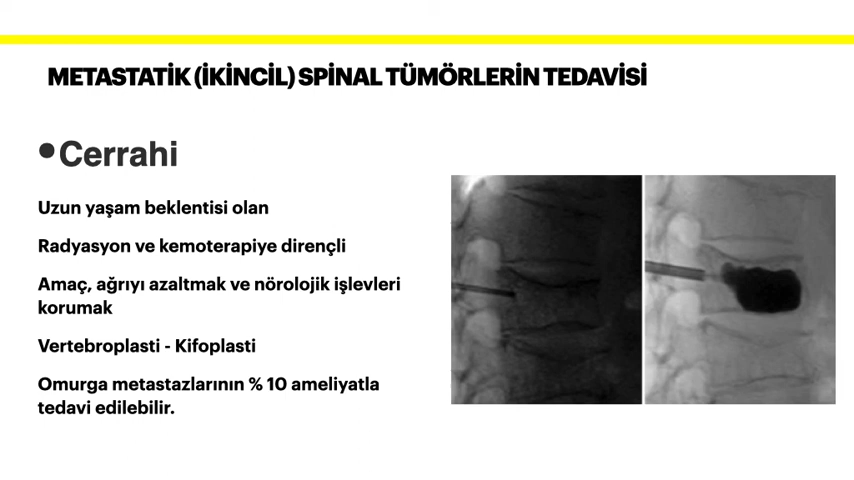 METASTATİK (İKİNCİL) SPİNAL TÜMÖRLERİN TEDAVİSİ
•Cerrahi
Uzun yaşam beklentisi olan
Radyasyon ve kemoterapiye dirençli
Amaç, ağrıyı azaltmak ve nörolojik işlevleri
korumak
Vertebroplasti - Kifoplasti
Omurga metastazlarının % 10 ameliyatla
tedavi edilebilir.